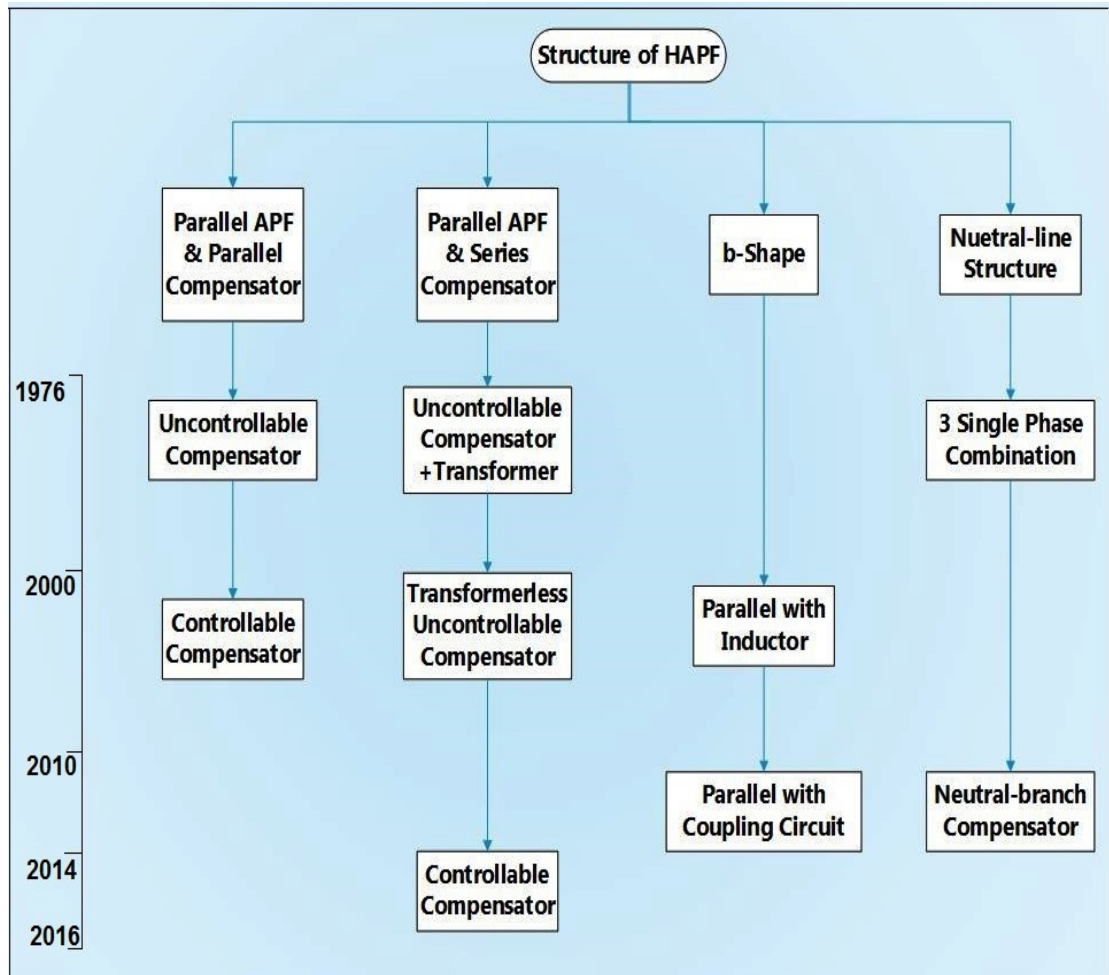 Structure of HAPF
Parallel APF
& Parallel
Compensator
Parallel APF
& Series
Compensator
b-Shape
Nuetral-line
Structure
1976
Uncontrollable
Compensator
Uncontrollable
Compensator
+Transformer
3 Single Phase
Combination
2000
Controllable
Compensator
Transformerless
Uncontrollable
Compensator
Parallel with
Inductor
2010
Parallel with
Coupling Circuit
Neutral-branch
Compensator
2014
Controllable
Compensator
2016